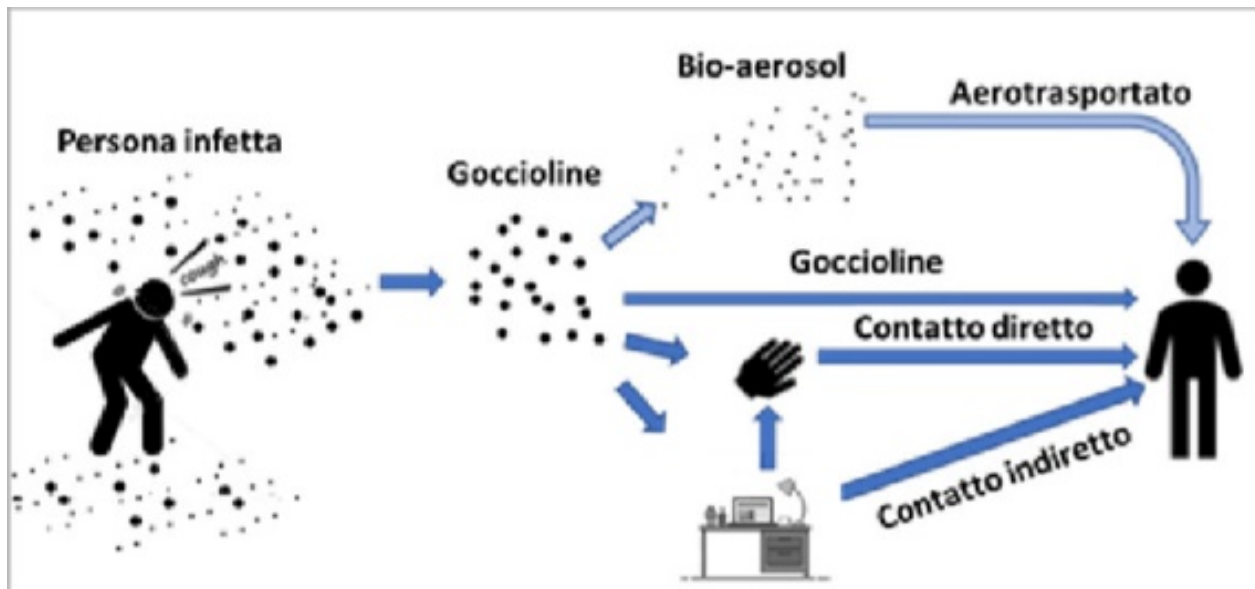 Bio-aerosol
Aerotrasportato
Persona infetta
Goccioline
cough
Goccioline
Contatto diretto
Contatto indiretto